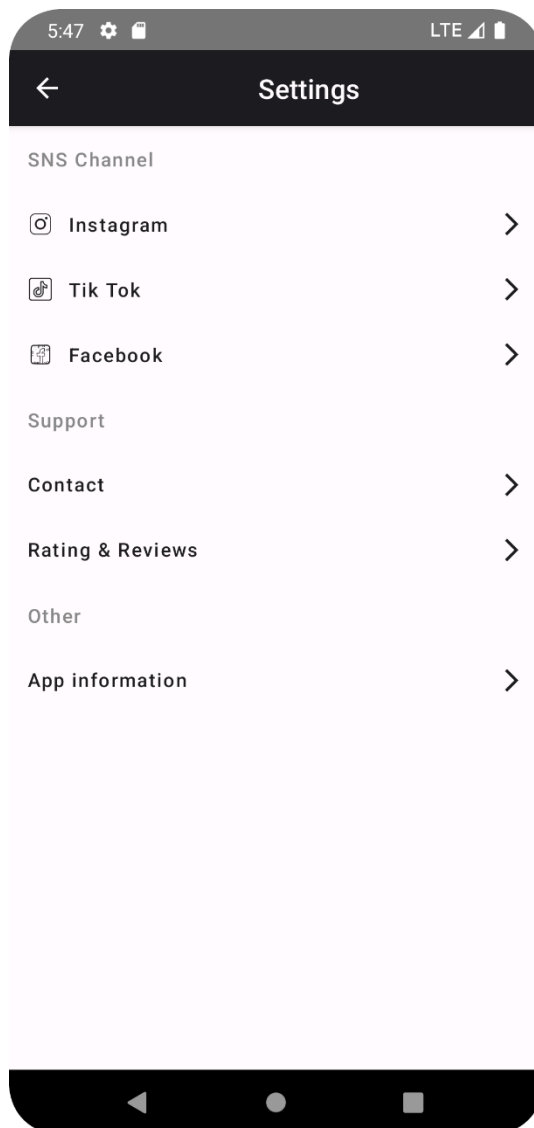 5:47 LTE
Settings
SNS Channel
Instagram
Tik Tok
Facebook
Support
Contact
Rating & Reviews
Other
App information